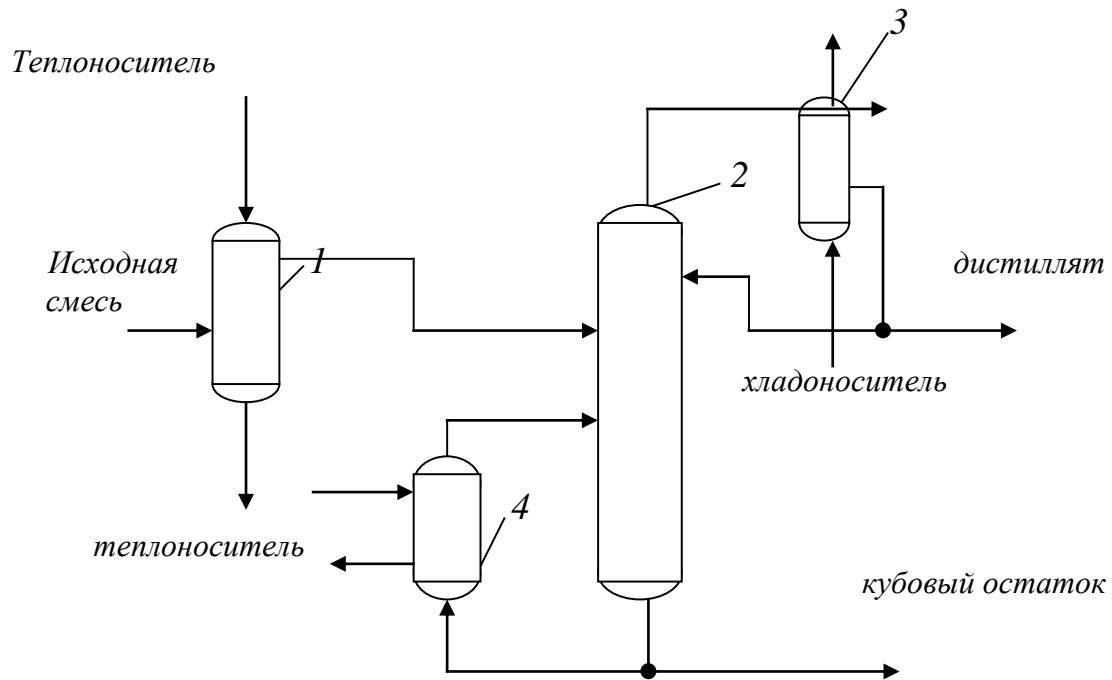 3
Теплоноситель
2
Исходная
смесь
1
дистиллят
хладоноситель
4
теплоноситель
кубовый остаток